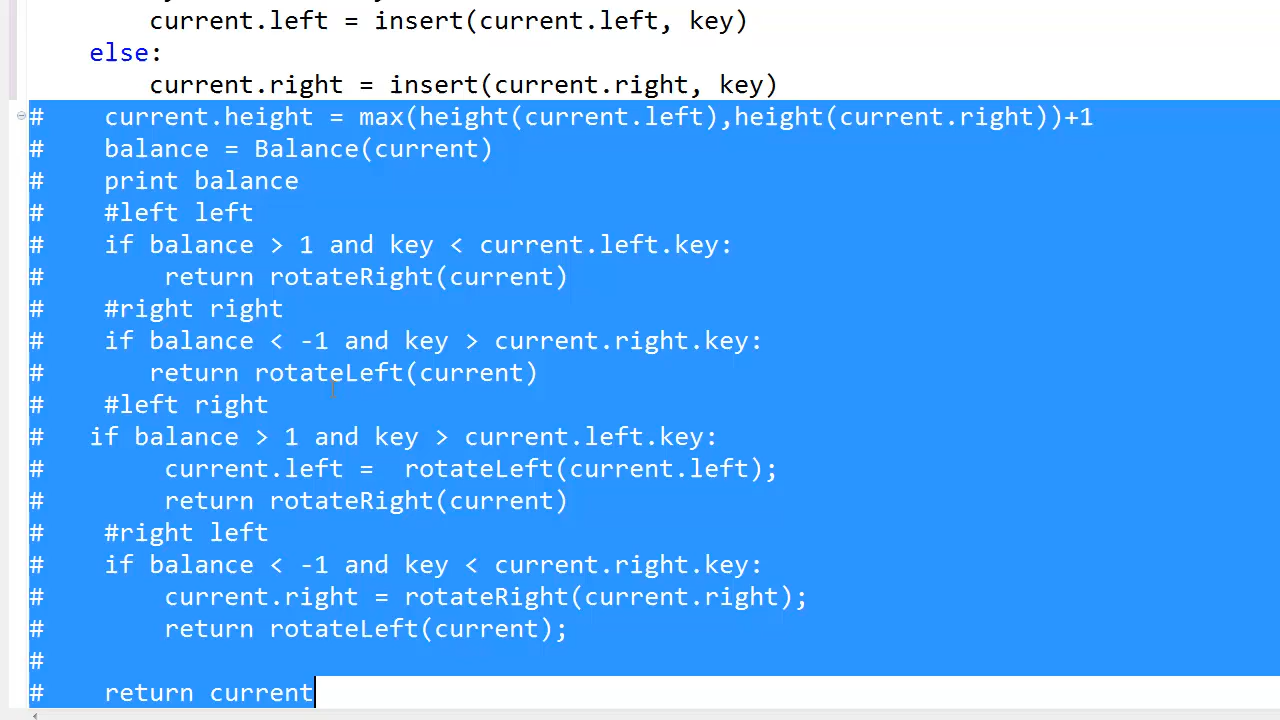 current.left = insert(current.left, key)
else:
current.right = insert(current.right, key)
#    current.height = max(height(current.left),height(current.right))+1
#    balance = Balance(current)
#    print balance
#    #left left
#    if balance > 1 and key < current.left.key:
#        return rotateRight(current)
#    #right right
#    if balance < -1 and key > current.right.key:
#       return rotateLeft(current)
#    #left right
#   if balance > 1 and key > current.left.key:
#        current.left =  rotateLeft(current.left);
#        return rotateRight(current)
#    #right left
#    if balance < -1 and key < current.right.key:
#        current.right = rotateRight(current.right);
#        return rotateLeft(current);
#
#    return current